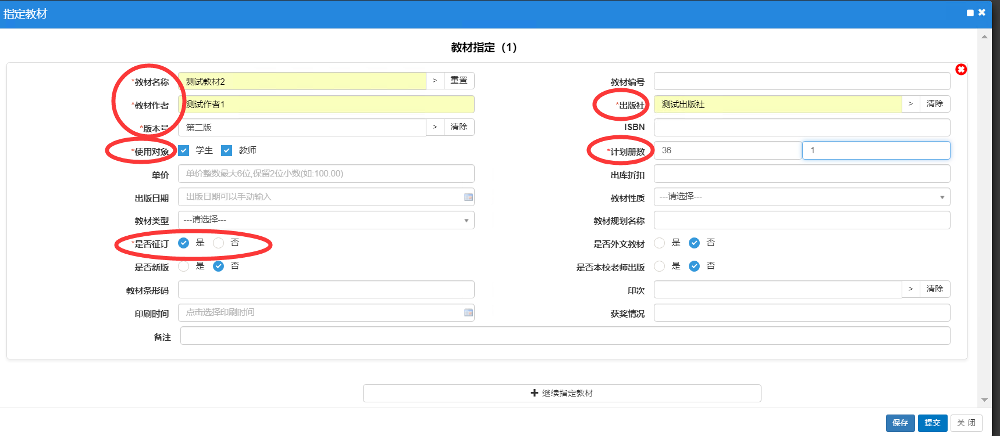 指定教材
教材指定（1）
*教材名称 测试教材2 > 重置 教材编号
*教材作者 测试作者1 *出版社 测试出版社 > 清除
*版本号 第二版 > 清除 ISBN
*使用对象 学生 教师 *计划册数 36 1
单价 单价整数最大6位,保留2位小数(如:100.00) 出库折扣
出版日期 出版日期可以手动输入 教材性质 ---请选择---
教材类型 ---请选择--- 教材规划名称
*是否征订 是 否 是否外文教材 是 否
是否新版 是 否 是否本校老师出版 是 否
教材条形码 印次 > 清除
印刷时间 点击选择印刷时间 获奖情况
备注
继续指定教材
保存 提交 关 闭